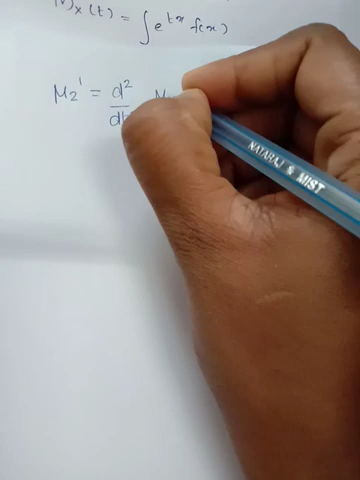 Mₓ(t) = ∫ e^{tx} f(x)
μ₂' = d²/dt M
NATARAJ & MIST